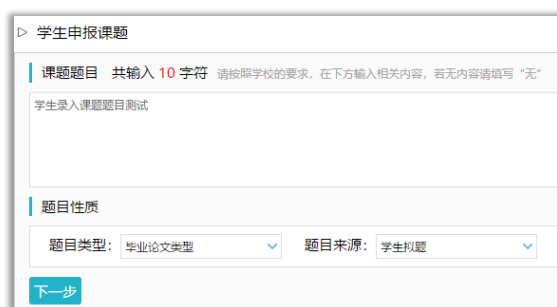 学生申报课题
课题题目 共输入 10 字符 请按照学校的要求，在下方输入相关内容，若无内容请填写“无”
学生录入课题题目测试
题目性质
题目类型： 毕业论文类型 题目来源： 学生拟题
下一步